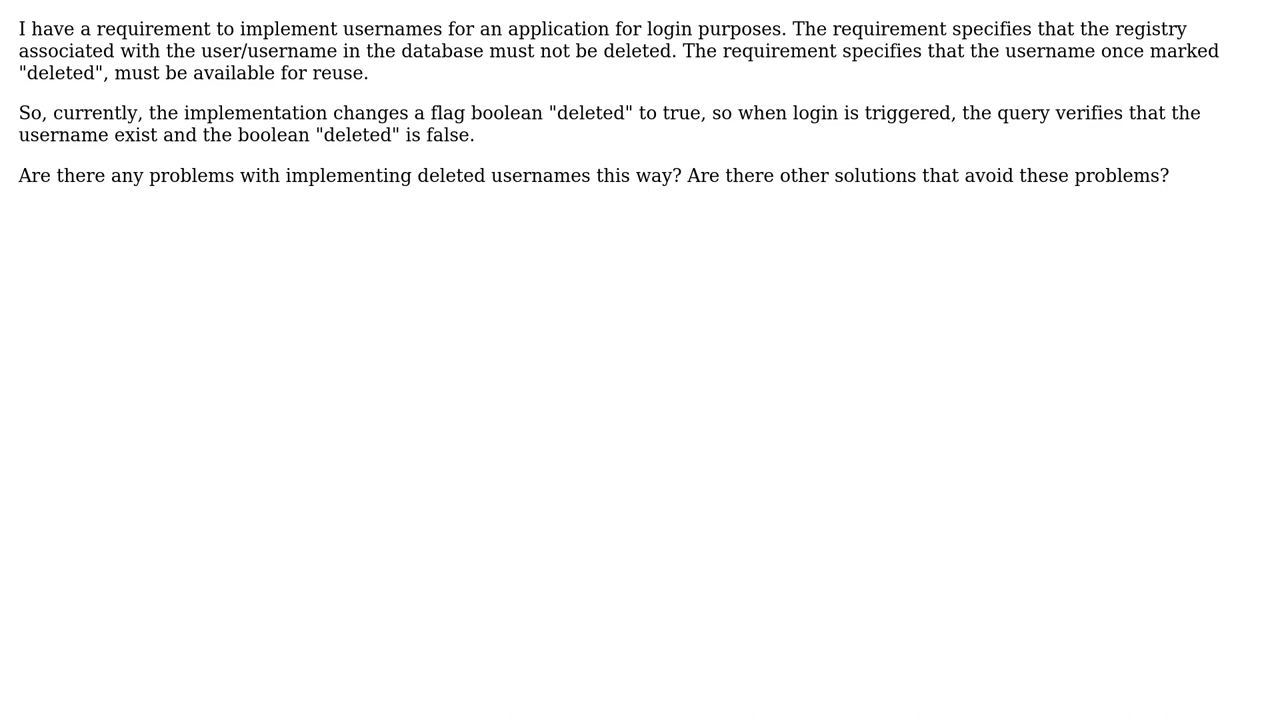 I have a requirement to implement usernames for an application for login purposes. The requirement specifies that the registry
associated with the user/username in the database must not be deleted. The requirement specifies that the username once marked
"deleted", must be available for reuse.
So, currently, the implementation changes a flag boolean "deleted" to true, so when login is triggered, the query verifies that the
username exist and the boolean "deleted" is false.
Are there any problems with implementing deleted usernames this way? Are there other solutions that avoid these problems?